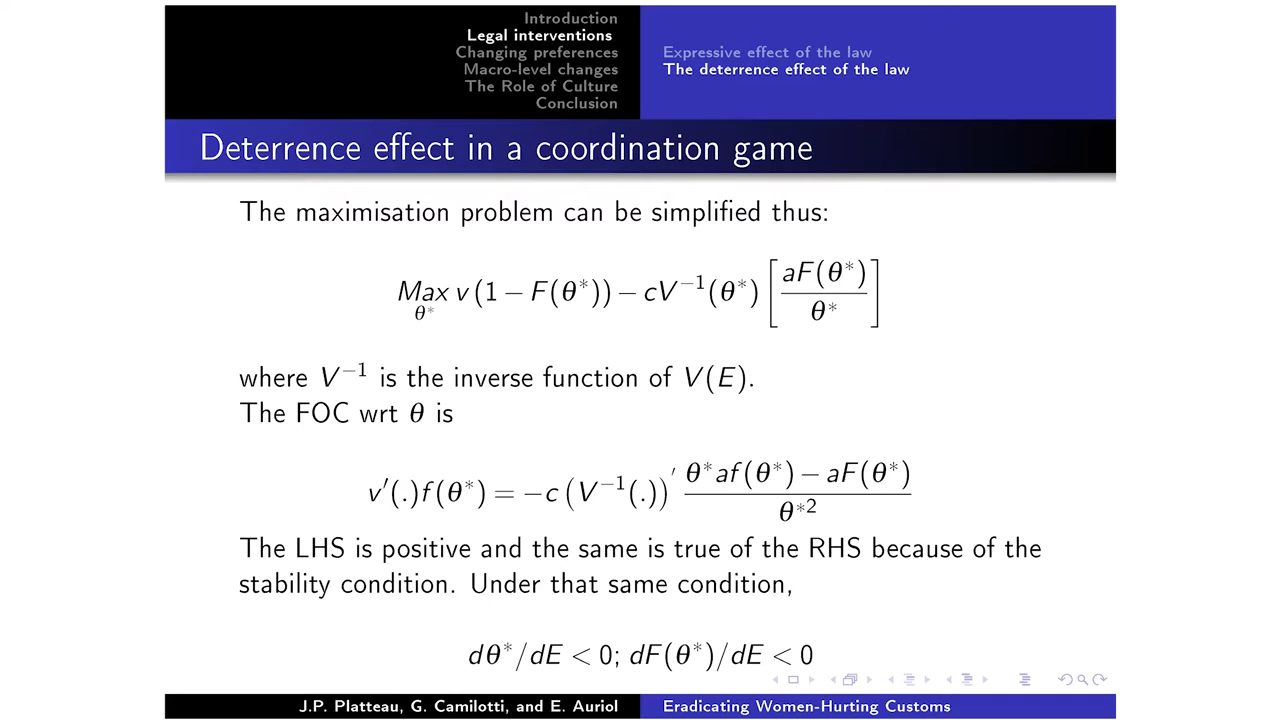 Introduction
Legal interventions
Changing preferences
Macro-level changes
The Role of Culture
Conclusion
Expressive effect of the law
The deterrence effect of the law
Deterrence effect in a coordination game
The maximisation problem can be simplified thus:
Max_{θ*} v (1 − F(θ*)) − cV^{−1}(θ*) [aF(θ*) / θ*]
where V^{−1} is the inverse function of V(E).
The FOC wrt θ is
v′(.)f(θ*) = −c (V^{−1}(.))′ (θ*af(θ*) − aF(θ*)) / θ*²
The LHS is positive and the same is true of the RHS because of the
stability condition. Under that same condition,
dθ*/dE < 0; dF(θ*)/dE < 0
J.P. Platteau, G. Camilotti, and E. Auriol
Eradicating Women-Hurting Customs